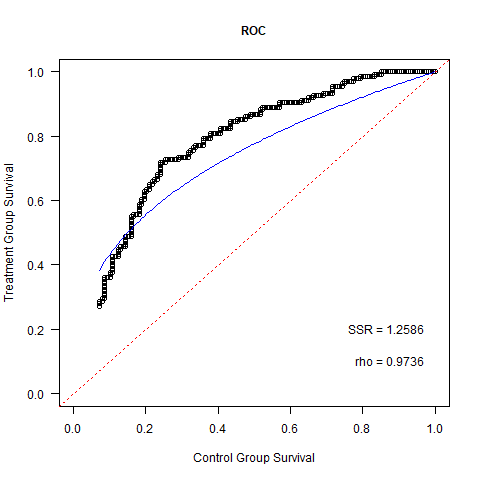 ROC
Treatment Group Survival
1.0
0.8
0.6
0.4
0.2
0.0
SSR = 1.2586
rho = 0.9736
0.0 0.2 0.4 0.6 0.8 1.0
Control Group Survival